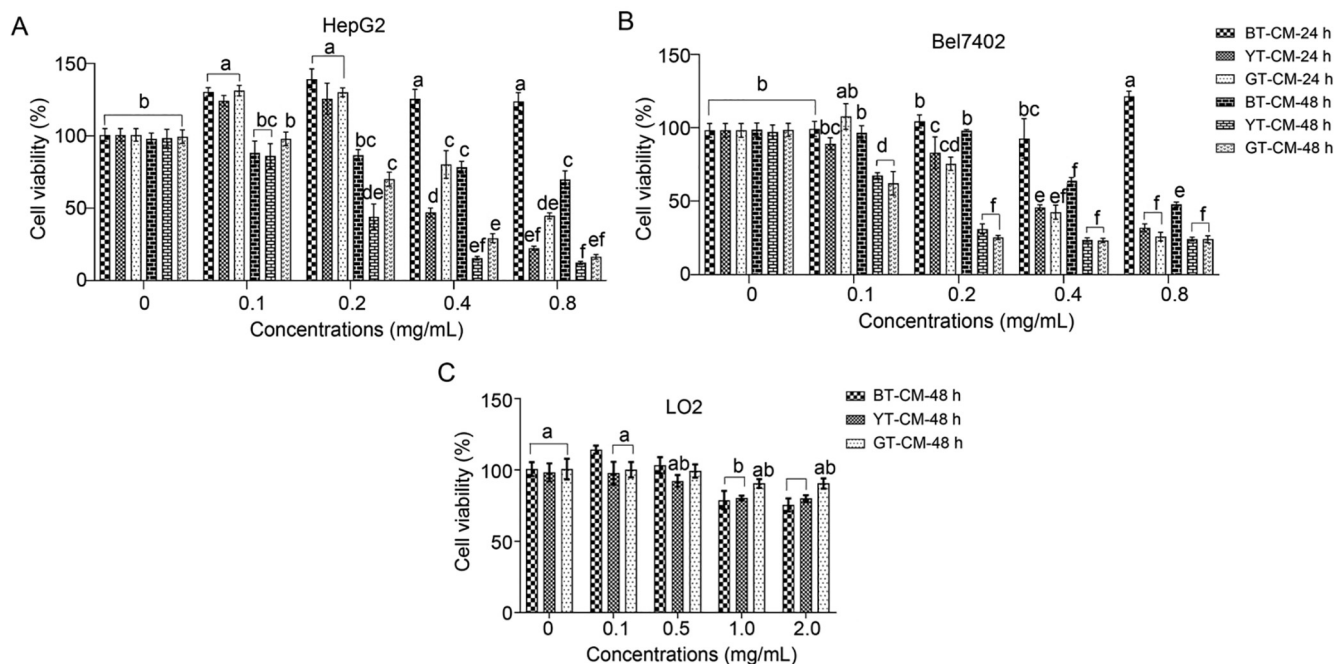 A
HepG2
Cell viability (%)
150
100
50
0
b
a
bc
b
a
bc
de
c
a
d
c
c
ef
e
a
ef
de
c
f
ef
0
0.1
0.2
0.4
0.8
Concentrations (mg/mL)
B
Bel7402
Cell viability (%)
150
100
50
0
b
bc
ab
b
d
b
c
cd
b
f
bc
e
ef
f
f
a
f
e
f
0
0.1
0.2
0.4
0.8
Concentrations (mg/mL)
BT-CM-24 h
YT-CM-24 h
GT-CM-24 h
BT-CM-48 h
YT-CM-48 h
GT-CM-48 h
C
LO2
Cell viability (%)
150
100
50
0
a
a
ab
b
ab
ab
0
0.1
0.5
1.0
2.0
Concentrations (mg/mL)
BT-CM-48 h
YT-CM-48 h
GT-CM-48 h